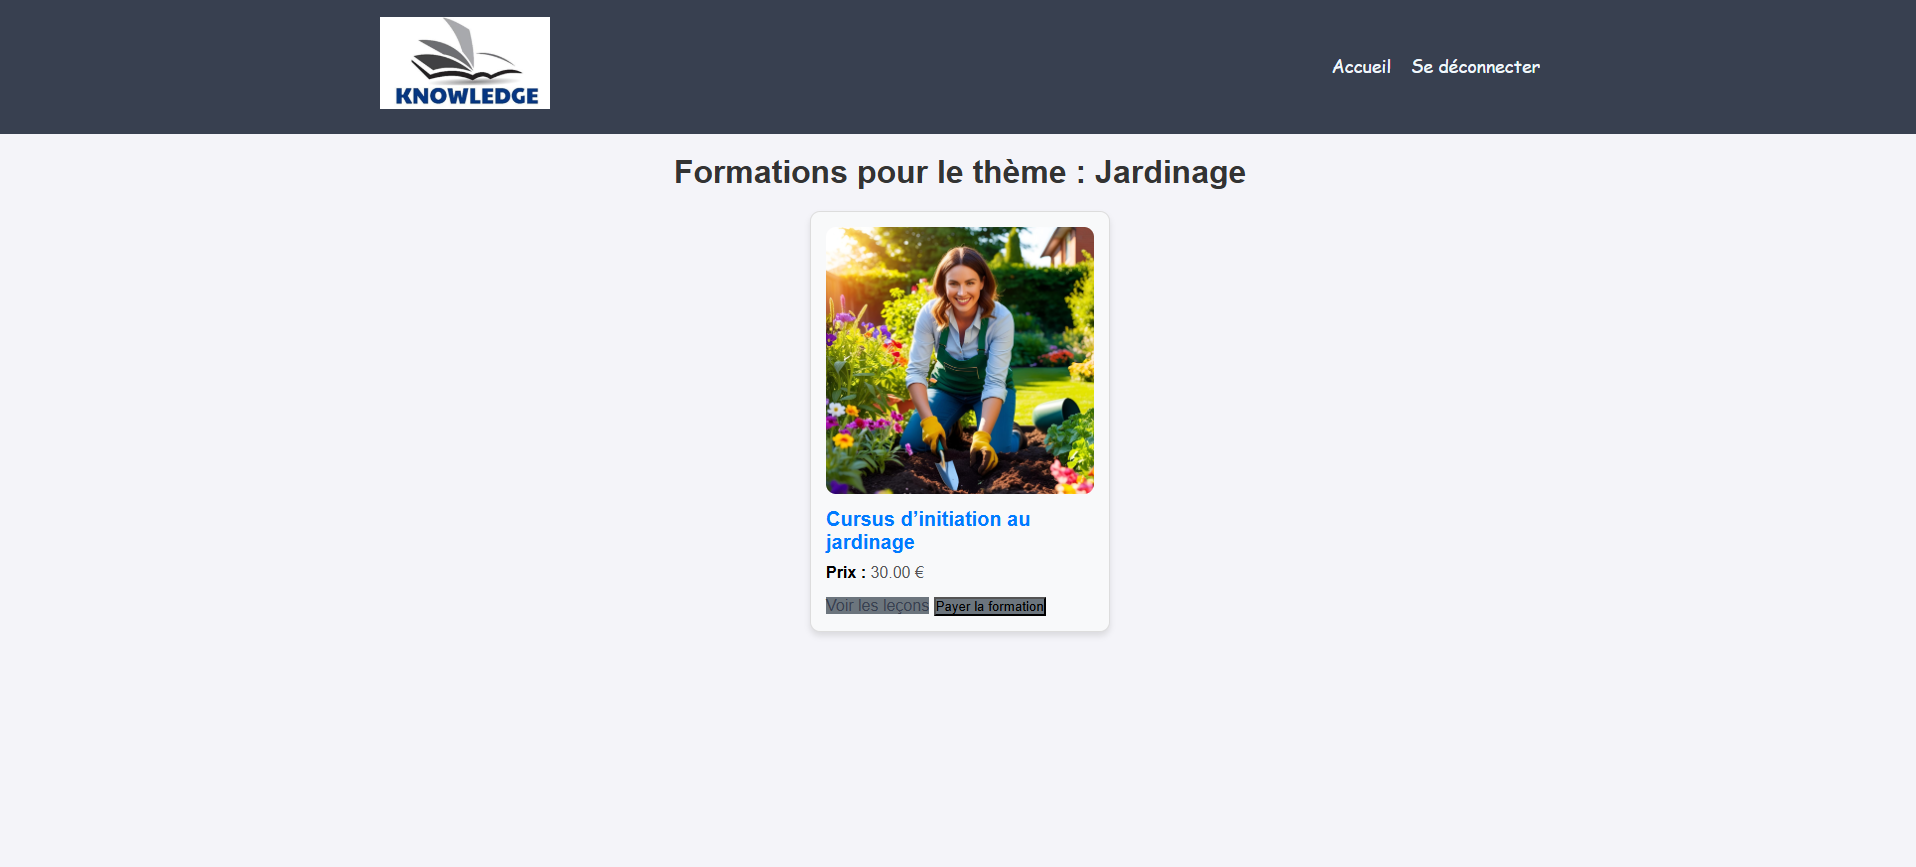 KNOWLEDGE
Accueil Se déconnecter
Formations pour le thème : Jardinage
Cursus d’initiation au
jardinage
Prix : 30.00 €
Voir les leçons Payer la formation